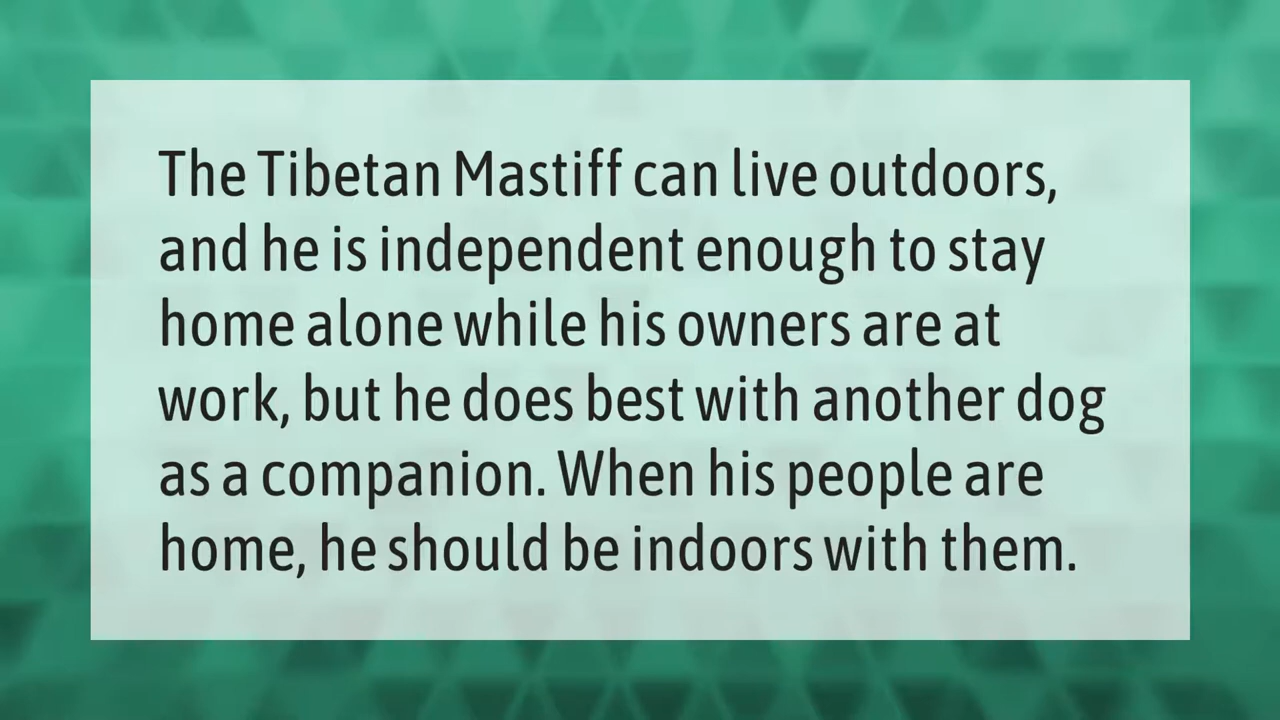 The Tibetan Mastiff can live outdoors,
and he is independent enough to stay
home alone while his owners are at
work, but he does best with another dog
as a companion. When his people are
home, he should be indoors with them.